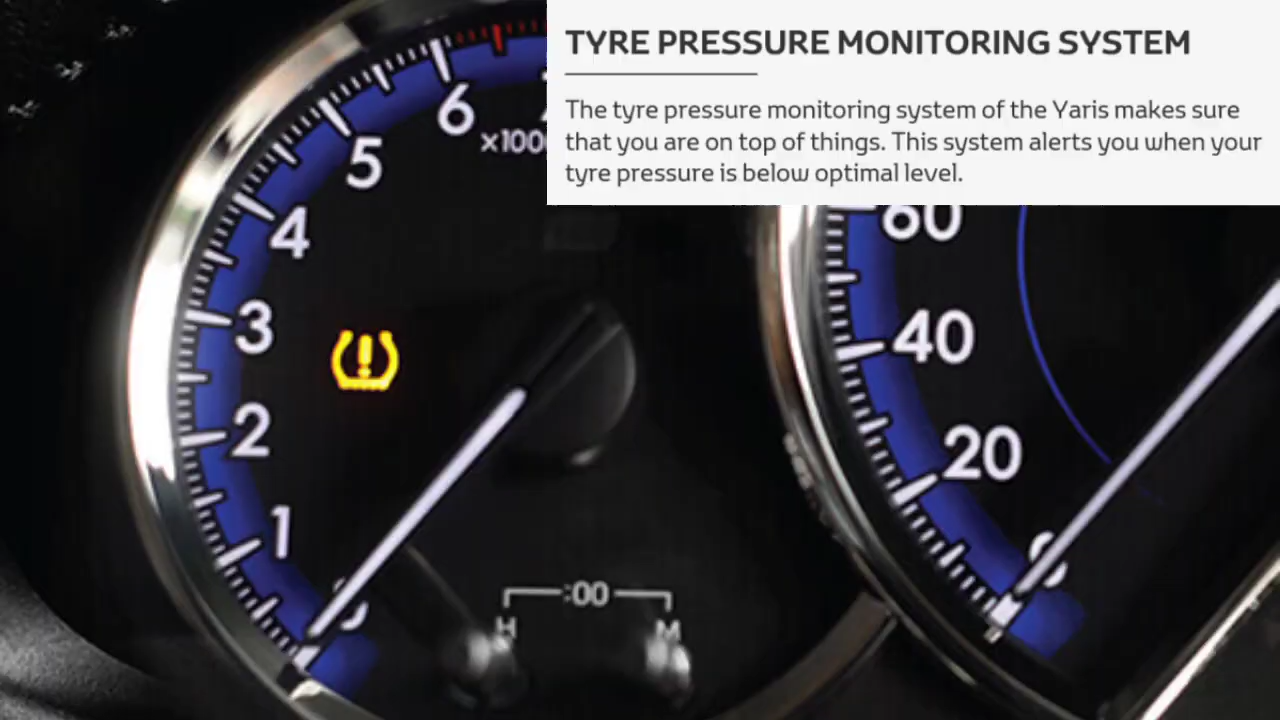 TYRE PRESSURE MONITORING SYSTEM
The tyre pressure monitoring system of the Yaris makes sure
that you are on top of things. This system alerts you when your
tyre pressure is below optimal level.
6
5
4
3
2
1
0
60
40
20
0
:00
H M